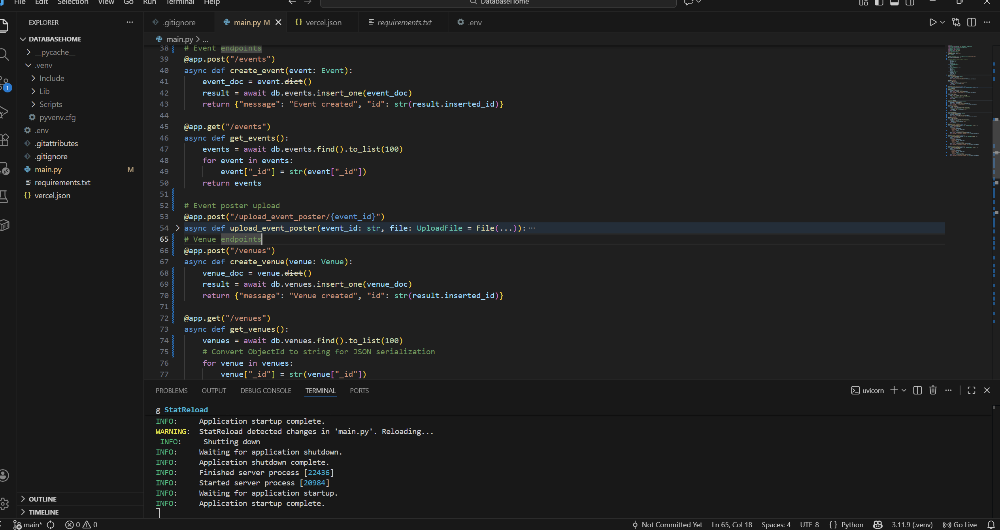 File Edit Selection View Go Run Terminal Help
DatabaseHome
EXPLORER
.gitignore
main.py M
{} vercel.json
requirements.txt
.env
DATABASEHOME
main.py > ...
__pycache__
.venv
Include
Lib
Scripts
pyvenv.cfg
.env
.gitattributes
.gitignore
main.py M
requirements.txt
{} vercel.json
1
38 # Event endpoints
39 @app.post("/events")
40 async def create_event(event: Event):
41 event_doc = event.dict()
42 result = await db.events.insert_one(event_doc)
43 return {"message": "Event created", "id": str(result.inserted_id)}
44
45 @app.get("/events")
46 async def get_events():
47 events = await db.events.find().to_list(100)
48 for event in events:
49 event["_id"] = str(event["_id"])
50 return events
51
52 # Event poster upload
53 @app.post("/upload_event_poster/{event_id}")
54 async def upload_event_poster(event_id: str, file: UploadFile = File(...)):
65 # Venue endpoints
66 @app.post("/venues")
67 async def create_venue(venue: Venue):
68 venue_doc = venue.dict()
69 result = await db.venues.insert_one(venue_doc)
70 return {"message": "Venue created", "id": str(result.inserted_id)}
71
72 @app.get("/venues")
73 async def get_venues():
74 venues = await db.venues.find().to_list(100)
75 # Convert ObjectId to string for JSON serialization
76 for venue in venues:
77 venue["_id"] = str(venue["_id"])
PROBLEMS OUTPUT DEBUG CONSOLE TERMINAL PORTS
uvicorn
g StatReload
INFO: Application startup complete.
WARNING: StatReload detected changes in 'main.py'. Reloading...
INFO: Shutting down
INFO: Waiting for application shutdown.
INFO: Application shutdown complete.
INFO: Finished server process [22436]
INFO: Started server process [20984]
INFO: Waiting for application startup.
INFO: Application startup complete.
OUTLINE
TIMELINE
main* 0 0 Not Committed Yet Ln 65, Col 18 Spaces: 4 UTF-8 {} Python 3.11.9 (.venv) Go Live